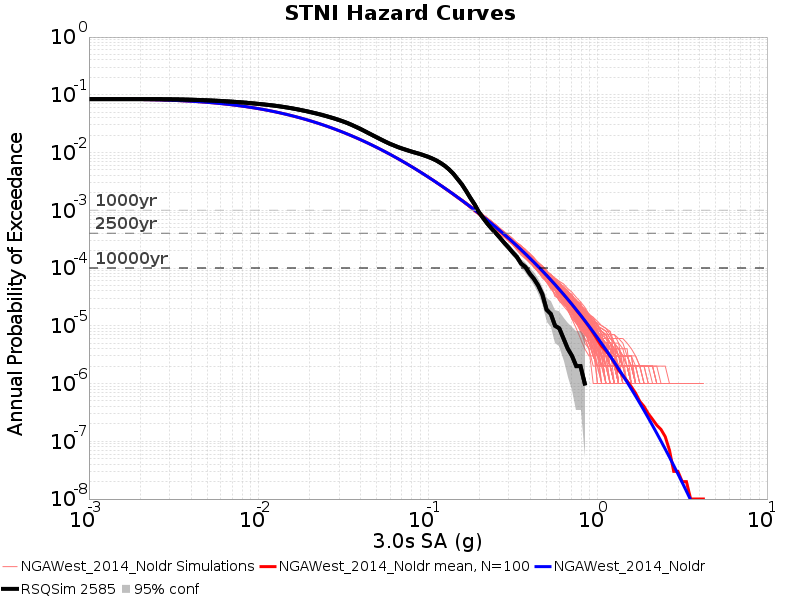 STNI Hazard Curves
Annual Probability of Exceedance
10^0
10^-1
10^-2
10^-3
10^-4
10^-5
10^-6
10^-7
10^-8
1000yr
2500yr
10000yr
10^-3 10^-2 10^-1 10^0 10^1
3.0s SA (g)
NGAWest_2014_NoIdr Simulations NGAWest_2014_NoIdr mean, N=100 NGAWest_2014_NoIdr
RSQSim 2585 95% conf